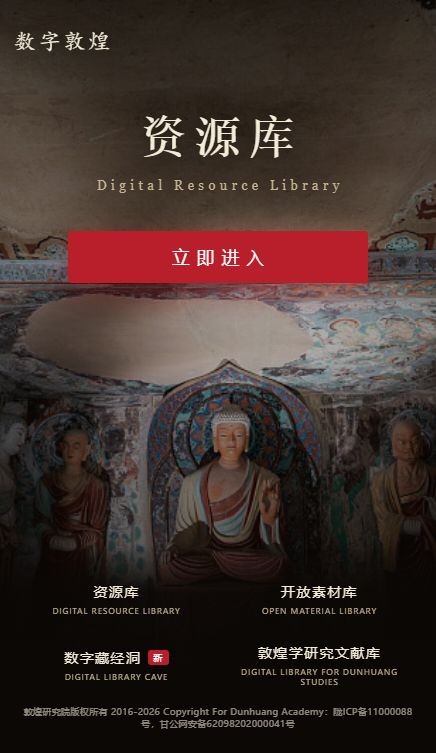 数字敦煌
资源库
Digital Resource Library
立即进入
资源库
DIGITAL RESOURCE LIBRARY
开放素材库
OPEN MATERIAL LIBRARY
数字藏经洞 新
DIGITAL LIBRARY CAVE
敦煌学研究文献库
DIGITAL LIBRARY FOR DUNHUANG
STUDIES
敦煌研究院版权所有 2016-2026 Copyright For Dunhuang Academy：陇ICP备11000088
号，甘公网安备62098202000041号